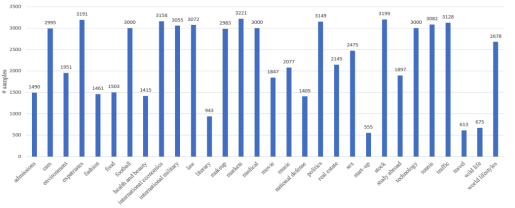 3500
3000
2500
2000
1500
1000
500
0
# samples
1490 2995 1951 3191 1461 1503 3000 1415 3150 3053 3072 943 2983 3221 3000 1847 2077 1405 3149 2145 2475 555 3199 1897 3000 3082 3128 613 675 2678
admissions
cars
environment
expatriates
fashion
food
football
health and beauty
international economics
international military
law
literary
makeup
markets
medical
movie
music
national defense
politics
real estate
sex
start-up
stock
study abroad
technology
tennis
traffic
travel
wild life
world lifestyles